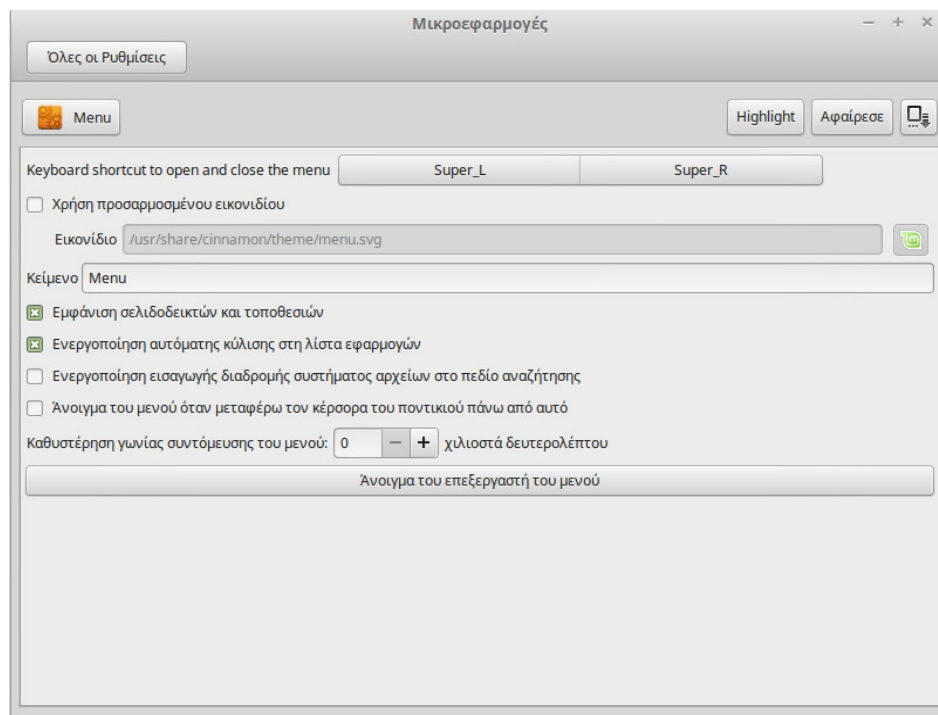 Μικροεφαρμογές
Όλες οι Ρυθμίσεις
Menu Highlight Αφαίρεσε
Keyboard shortcut to open and close the menu Super_L Super_R
Χρήση προσαρμοσμένου εικονιδίου
Εικονίδιο /usr/share/cinnamon/theme/menu.svg
Κείμενο Menu
Εμφάνιση σελιδοδεικτών και τοποθεσιών
Ενεργοποίηση αυτόματης κύλισης στη λίστα εφαρμογών
Ενεργοποίηση εισαγωγής διαδρομής συστήματος αρχείων στο πεδίο αναζήτησης
Άνοιγμα του μενού όταν μεταφέρω τον κέρσορα του ποντικιού πάνω από αυτό
Καθυστέρηση γωνίας συντόμευσης του μενού: 0 − + χιλιοστά δευτερολέπτου
Άνοιγμα του επεξεργαστή του μενού